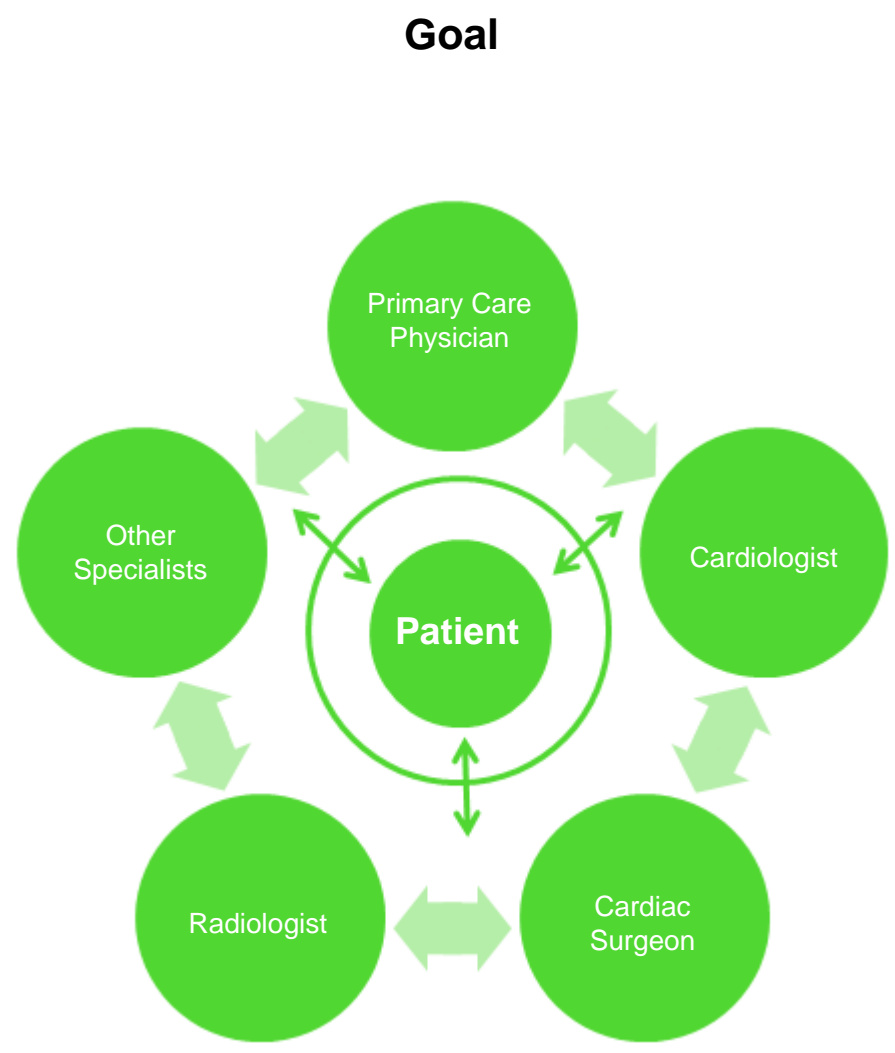 Goal
Primary Care
Physician
Other
Specialists
Cardiologist
Patient
Radiologist
Cardiac
Surgeon